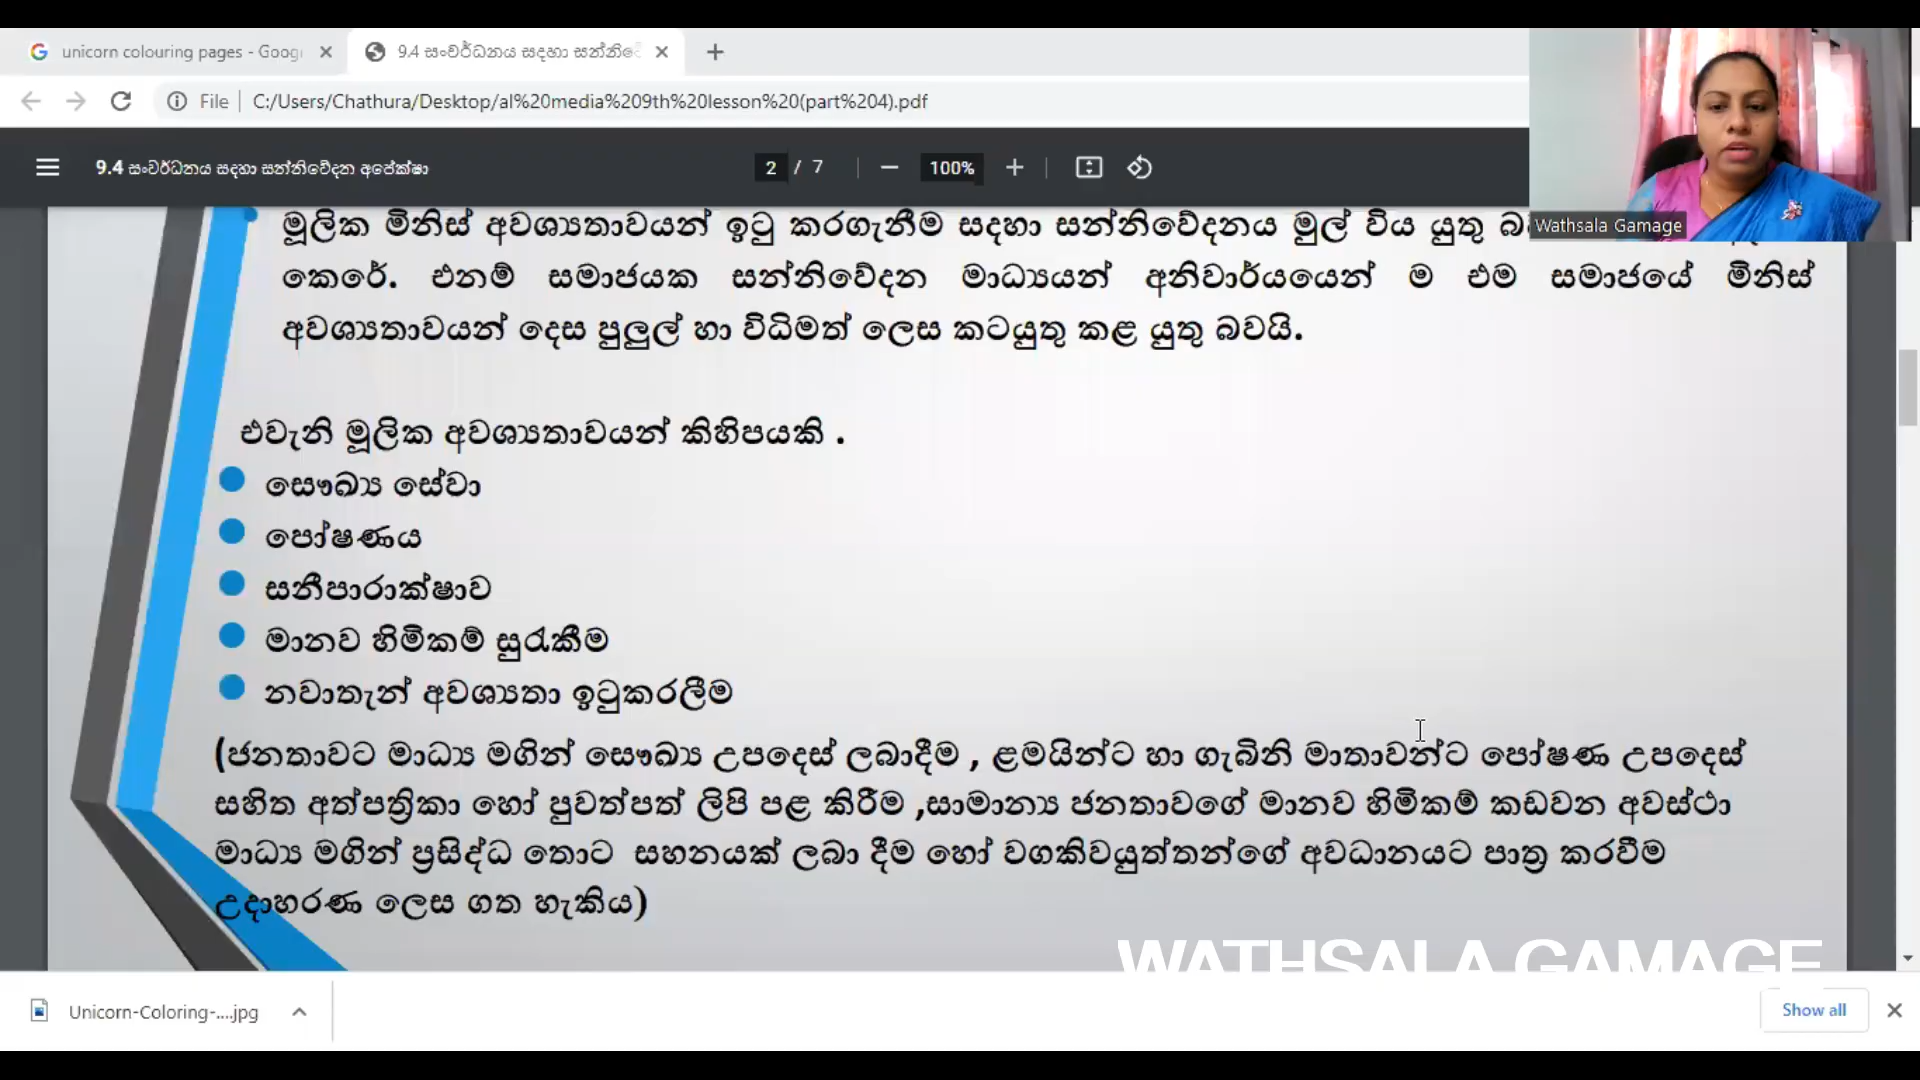 unicorn colouring pages - Goog
9.4 සංවර්ධනය සදහා සන්නිවේ
File
C:/Users/Chathura/Desktop/al%20media%209th%20lesson%20(part%204).pdf
9.4 සංවර්ධනය සදහා සන්නිවේදන අපේක්ෂා
2 / 7
100%
Wathsala Gamage
මූලික මිනිස් අවශ්‍යතාවයන් ඉටු කරගැනීම සදහා සන්නිවේදනය මුල් විය යුතු
කෙරේ. එනම් සමාජයක සන්නිවේදන මාධ්‍යයන් අනිවාර්යයෙන් ම එම සමාජයේ මිනිස්
අවශ්‍යතාවයන් දෙස පුලුල් හා විධිමත් ලෙස කටයුතු කළ යුතු බවයි.
එවැනි මූලික අවශ්‍යතාවයන් කිහිපයකි .
සෞඛ්‍ය සේවා
පෝෂණය
සනීපාරාක්ෂාව
මානව හිමිකම් සුරැකීම
නවාතැන් අවශ්‍යතා ඉටුකරලීම
(ජනතාවට මාධ්‍ය මගින් සෞඛ්‍ය උපදෙස් ලබාදීම , ළමයින්ට හා ගැබිනි මාතාවන්ට පෝෂණ උපදෙස්
සහිත අත්පත්‍රිකා හෝ පුවත්පත් ලිපි පළ කිරීම ,සාමාන්‍ය ජනතාවගේ මානව හිමිකම් කඩවන අවස්ථා
මාධ්‍ය මගින් ප්‍රසිද්ධ තොට සහනයක් ලබා දීම හෝ වගකිවයුත්තන්ගේ අවධානයට පාත්‍ර කරවීම
උදාහරණ ලෙස ගත හැකිය)
WATHSALA GAMAGE
Unicorn-Coloring-....jpg
Show all